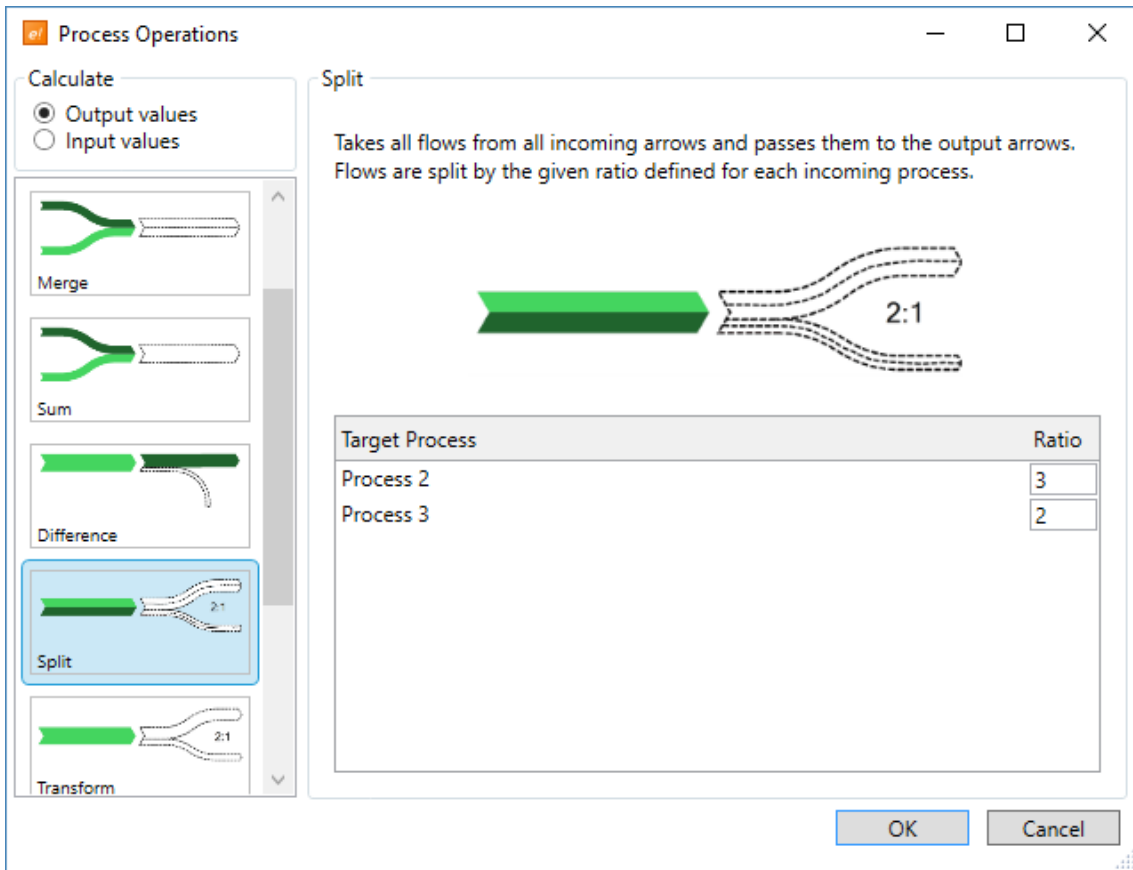 e!
Process Operations
Calculate
Output values
Input values
Merge
Sum
Difference
2:1
Split
2:1
Transform
Split
Takes all flows from all incoming arrows and passes them to the output arrows.
Flows are split by the given ratio defined for each incoming process.
2:1
Target Process Ratio
Process 2 3
Process 3 2
OK Cancel